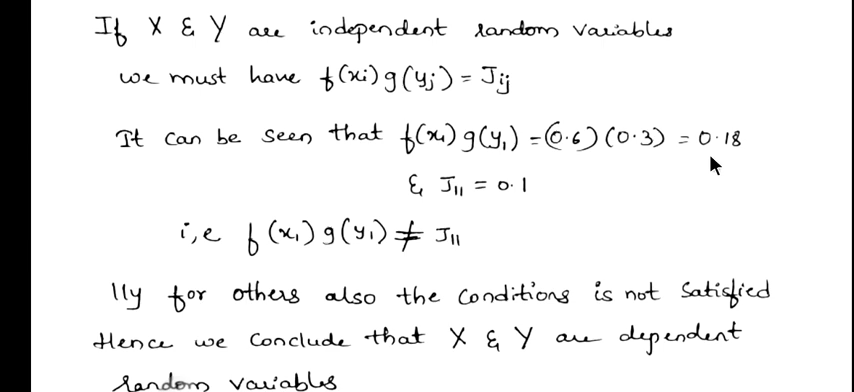 If X & Y are independent random variables
we must have f(xi) g(yj) = Jij
It can be seen that f(x₁) g(y₁) = (0.6) (0.3) = 0.18
& J₁₁ = 0.1
i,e f(x₁) g(y₁) ≠ J₁₁
lly for others also the conditions is not satisfied
Hence we conclude that X & Y are dependent
random variables